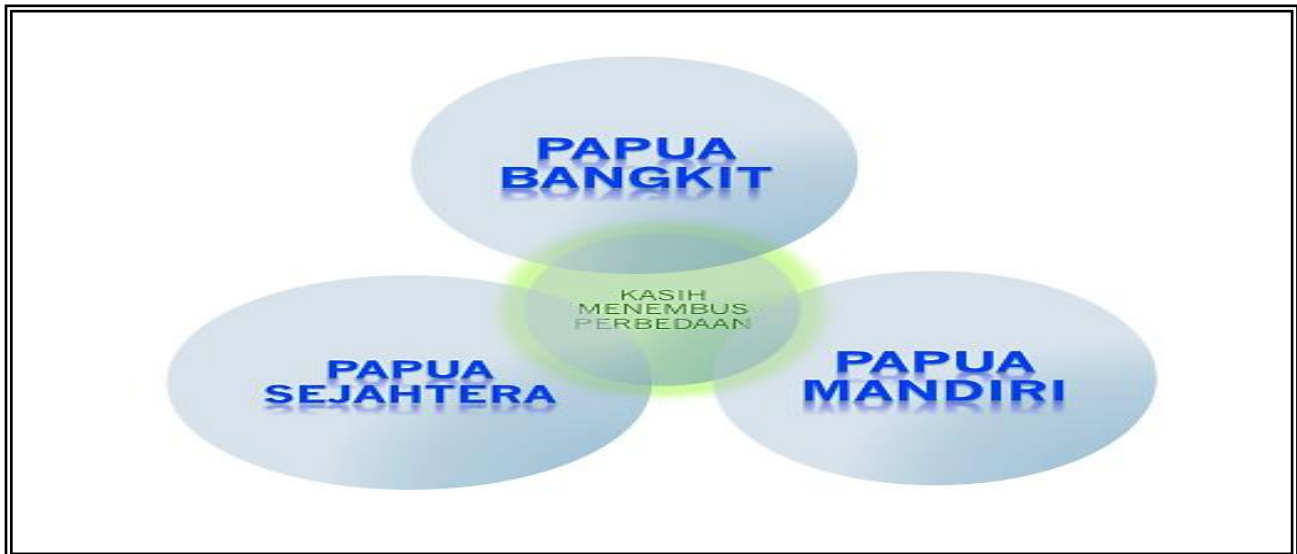 PAPUA
BANGKIT
KASIH
MENEMBUS
PERBEDAAN
PAPUA
SEJAHTERA
PAPUA
MANDIRI